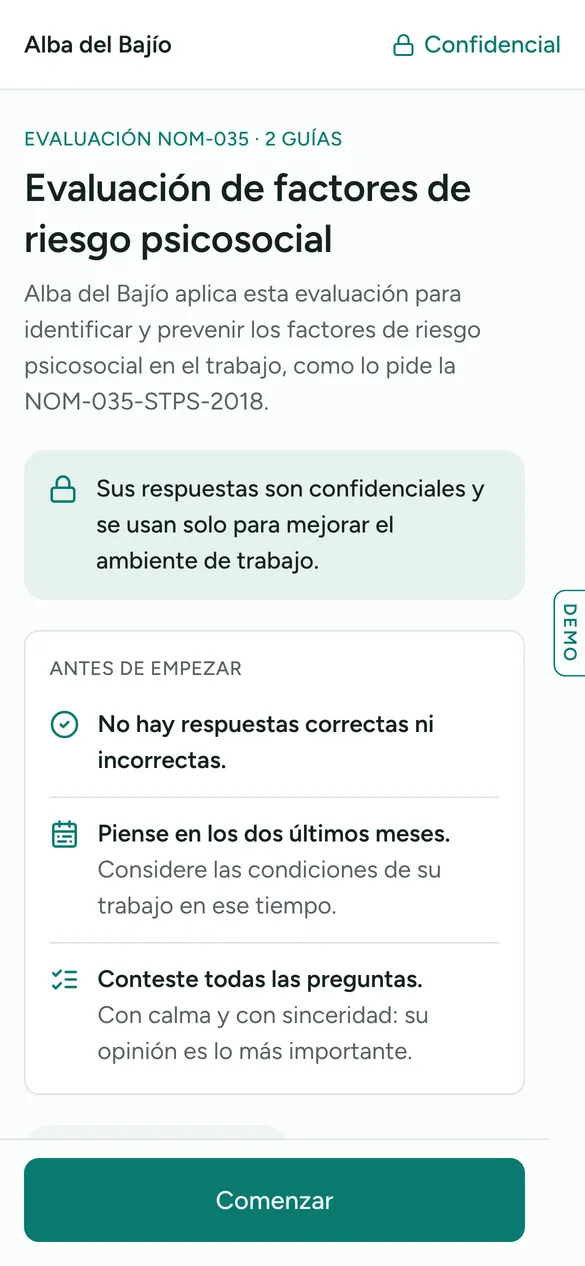 Alba del Bajío
Confidencial
EVALUACIÓN NOM-035 · 2 GUÍAS
Evaluación de factores de
riesgo psicosocial
Alba del Bajío aplica esta evaluación para
identificar y prevenir los factores de riesgo
psicosocial en el trabajo, como lo pide la
NOM-035-STPS-2018.
Sus respuestas son confidenciales y
se usan solo para mejorar el
ambiente de trabajo.
DEMO
ANTES DE EMPEZAR
No hay respuestas correctas ni
incorrectas.
Piense en los dos últimos meses.
Considere las condiciones de su
trabajo en ese tiempo.
Conteste todas las preguntas.
Con calma y con sinceridad: su
opinión es lo más importante.
Comenzar